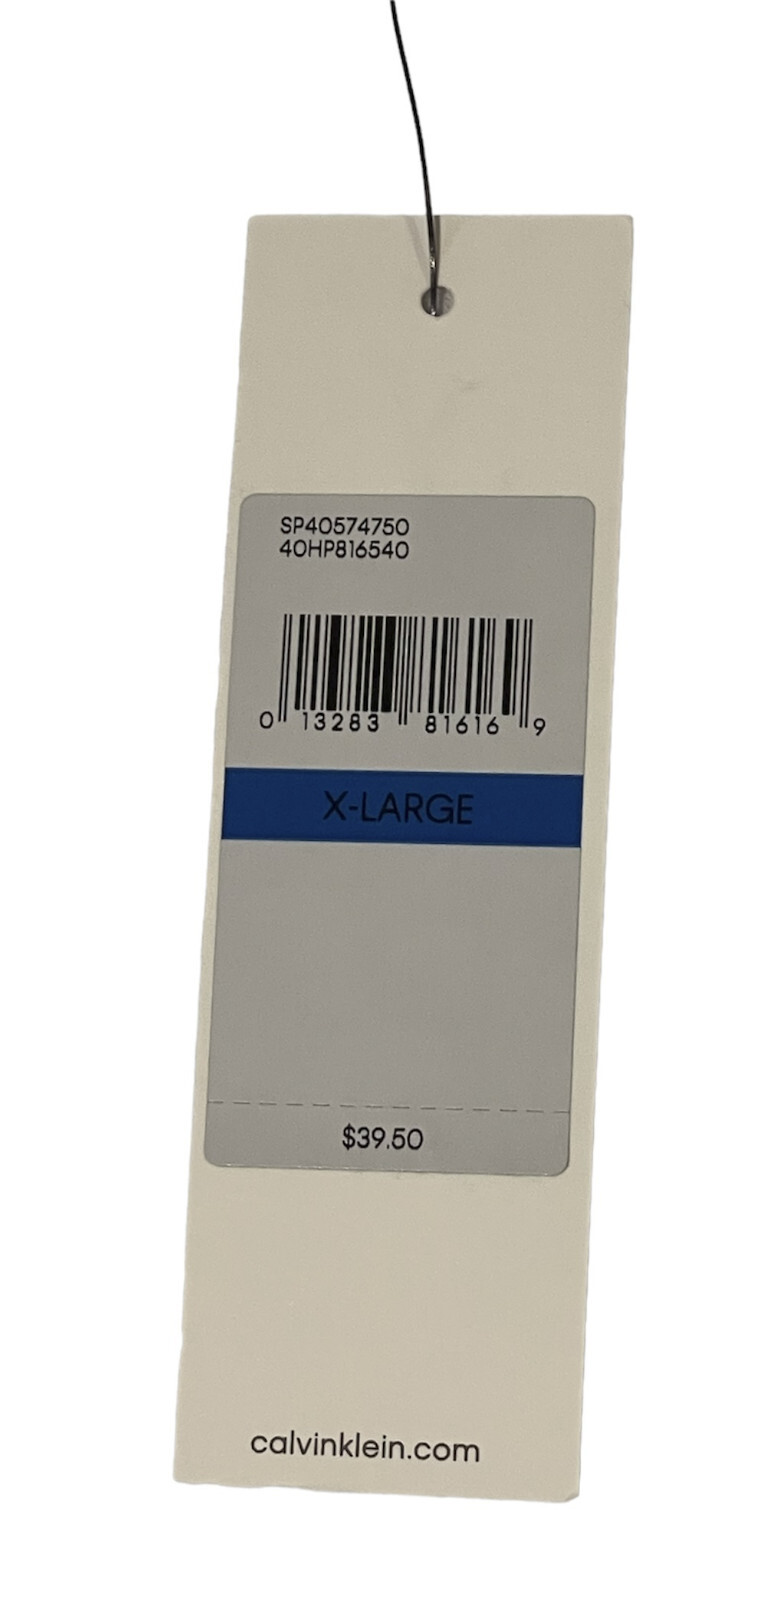 SP40574750
40HP816540
0 13283 81616 9
X-LARGE
$39.50
calvinklein.com